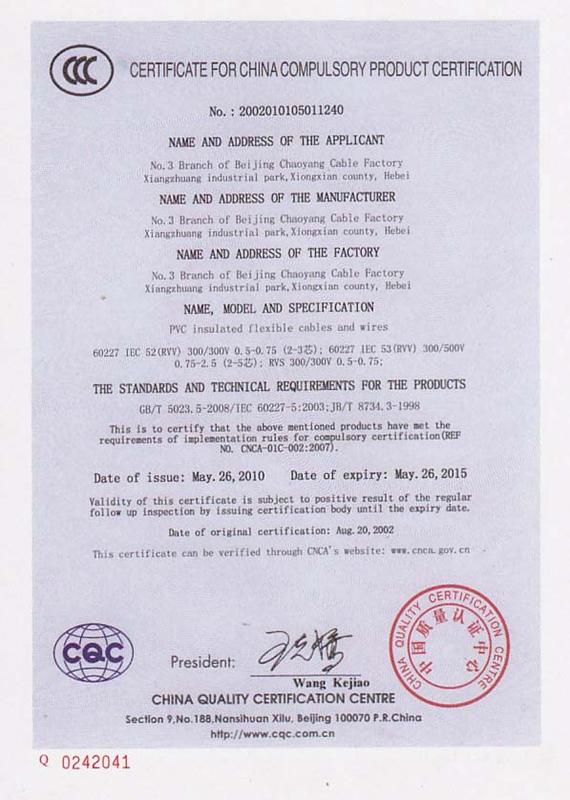 CCC
CERTIFICATE FOR CHINA COMPULSORY PRODUCT CERTIFICATION
No. : 2002010105011240
NAME AND ADDRESS OF THE APPLICANT
No.3 Branch of Beijing Chaoyang Cable Factory
Xiangzhuang industrial park,Xiongxian county, Hebei
NAME AND ADDRESS OF THE MANUFACTURER
No.3 Branch of Beijing Chaoyang Cable Factory
Xiangzhuang industrial park,Xiongxian county, Hebei
NAME AND ADDRESS OF THE FACTORY
No.3 Branch of Beijing Chaoyang Cable Factory
Xiangzhuang industrial park,Xiongxian county, Hebei
NAME, MODEL AND SPECIFICATION
PVC insulated flexible cables and wires
60227 IEC 52(RVV) 300/300V 0.5-0.75 (2-3芯); 60227 IEC 53(RVV) 300/500V
0.75-2.5 (2-5芯); RVS 300/300V 0.5-0.75;
THE STANDARDS AND TECHNICAL REQUIREMENTS FOR THE PRODUCTS
GB/T 5023.5-2008/IEC 60227-5:2003;JB/T 8734.3-1998
This is to certify that the above mentioned products have met the
requirements of implementation rules for compulsory certification(REF
NO. CNCA-01C-002:2007).
Date of issue: May.26,2010 Date of expiry: May.26,2015
Validity of this certificate is subject to positive result of the regular
follow up inspection by issuing certification body until the expiry date.
Date of original certification: Aug.20,2002
This certificate can be verified through CNCA's website: www.cnca.gov.cn
CQC
President:
Wang Kejiao
CHINA QUALITY CERTIFICATION CENTRE
中国质量认证中心
CHINA QUALITY CERTIFICATION CENTRE
Section 9,No.188,Nansihuan Xilu, Beijing 100070 P.R.China
http://www.cqc.com.cn
Q 0242041